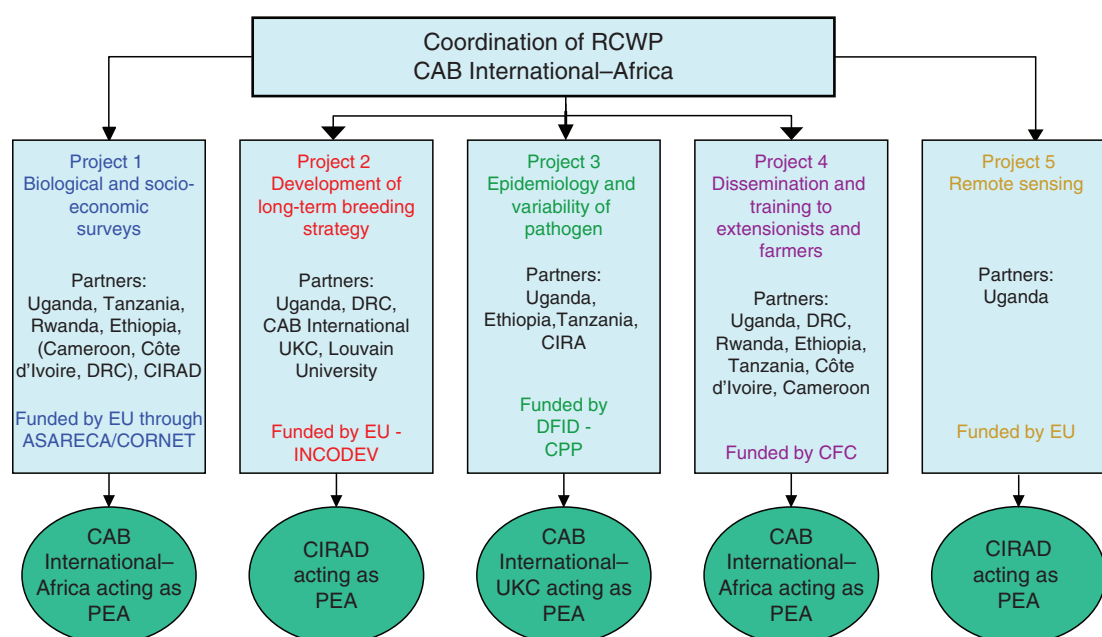 Coordination of RCWP
CAB International–Africa
Project 1
Biological and socio-
economic
surveys
Partners:
Uganda, Tanzania,
Rwanda, Ethiopia,
(Cameroon, Côte
d'Ivoire, DRC), CIRAD
Funded by EU through
ASARECA/CORNET
Project 2
Development of
long-term breeding
strategy
Partners:
Uganda, DRC,
CAB International
UKC, Louvain
University
Funded by EU -
INCODEV
Project 3
Epidemiology and
variability of
pathogen
Partners:
Uganda,
Ethiopia,Tanzania,
CIRA
Funded by
DFID -
CPP
Project 4
Dissemination and
training to
extensionists and
farmers
Partners:
Uganda, DRC,
Rwanda, Ethiopia,
Tanzania, Côte
d'Ivoire, Cameroon
Funded by CFC
Project 5
Remote sensing
Partners:
Uganda
Funded by EU
CAB
International–
Africa acting as
PEA
CIRAD
acting as
PEA
CAB
International–
UKC acting as
PEA
CAB
International–
Africa acting as
PEA
CIRAD
acting as
PEA